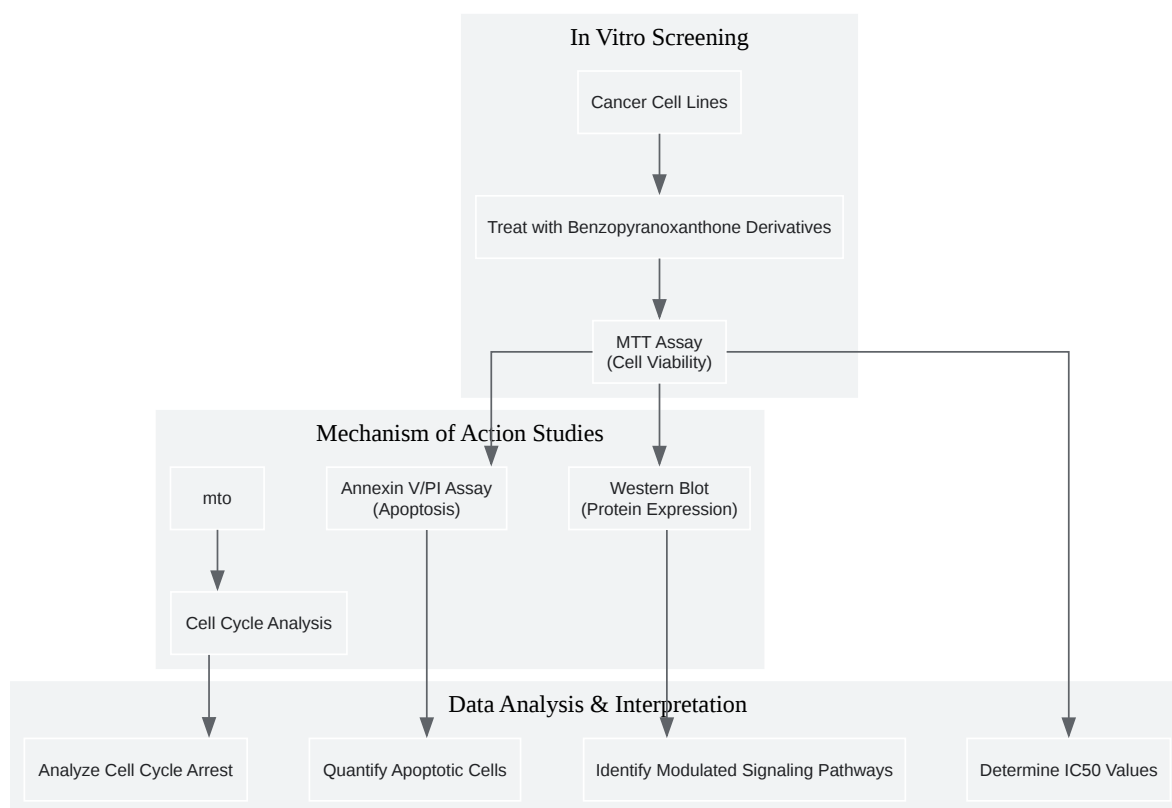 In Vitro Screening
Cancer Cell Lines
Treat with Benzopyranoxanthone Derivatives
MTT Assay
(Cell Viability)
Mechanism of Action Studies
mto
Annexin V/PI Assay
(Apoptosis)
Western Blot
(Protein Expression)
Cell Cycle Analysis
Data Analysis & Interpretation
Analyze Cell Cycle Arrest
Quantify Apoptotic Cells
Identify Modulated Signaling Pathways
Determine IC50 Values